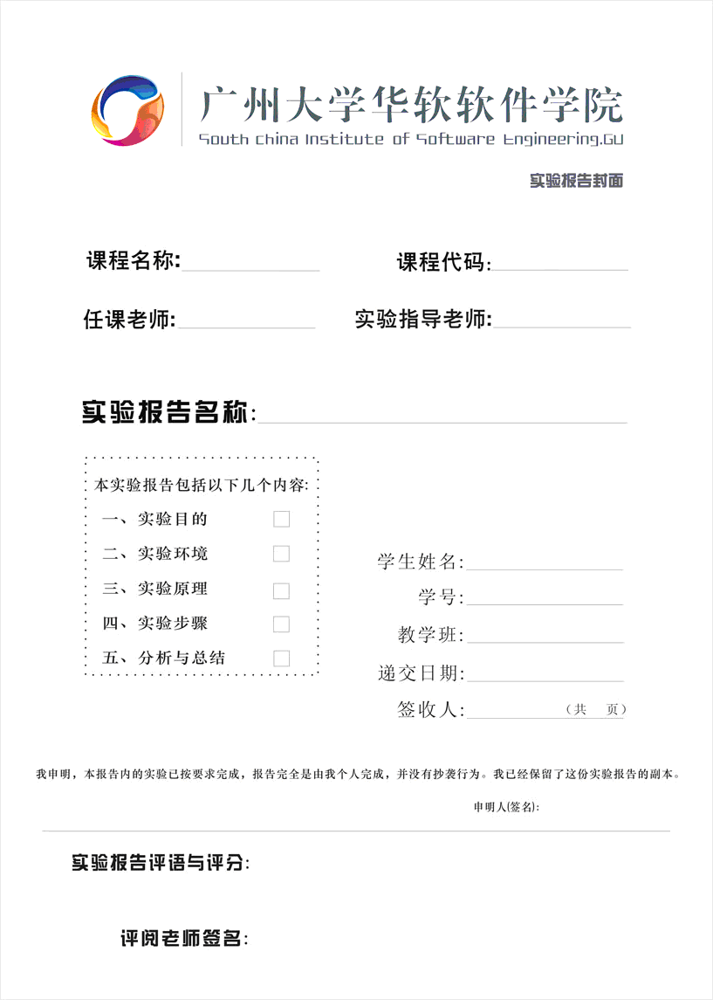 广州大学华软软件学院
South china Institute of Software Engineering.GU
实验报告封面
课程名称: 课程代码:
任课老师: 实验指导老师:
实验报告名称:
本实验报告包括以下几个内容:
一、实验目的
二、实验环境
三、实验原理
四、实验步骤
五、分析与总结
学生姓名:
学号:
教学班:
递交日期:
签收人: （共 页）
我申明，本报告内的实验已按要求完成，报告完全是由我个人完成，并没有抄袭行为。我已经保留了这份实验报告的副本。
申明人(签名):
实验报告评语与评分:
评阅老师签名: